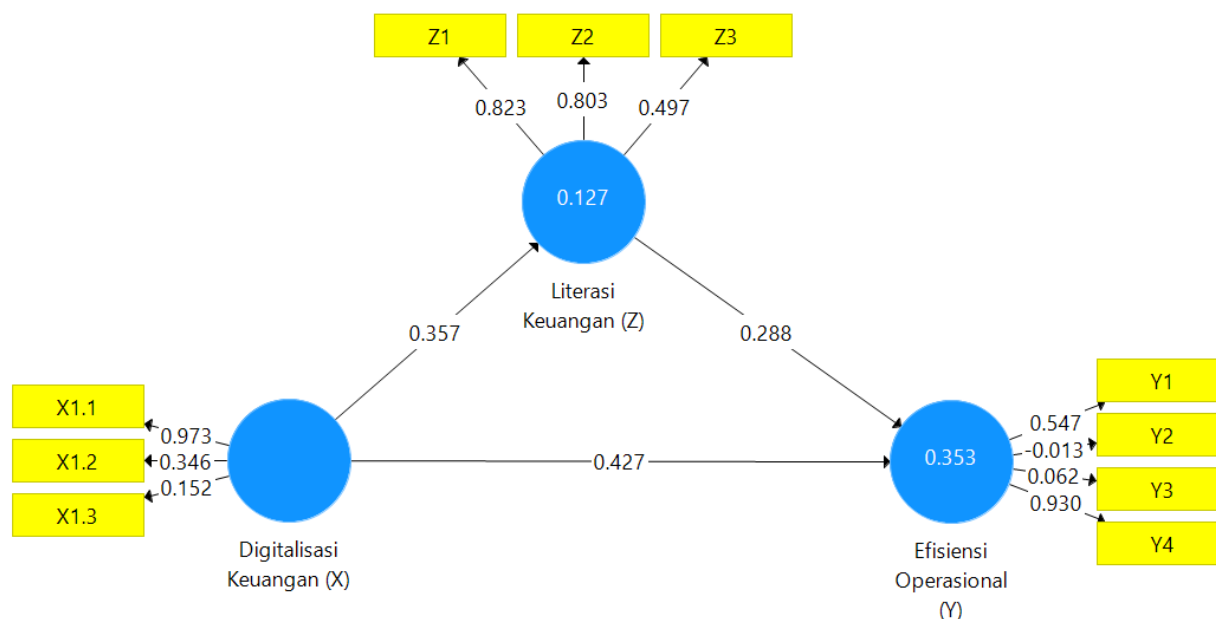 Z1
Z2
Z3
0.823
0.803
0.497
0.127
Literasi
Keuangan (Z)
0.357
0.288
X1.1
X1.2
X1.3
0.973
0.346
0.152
Digitalisasi
Keuangan (X)
0.427
0.353
Efisiensi
Operasional
(Y)
0.547
-0.013
0.062
0.930
Y1
Y2
Y3
Y4